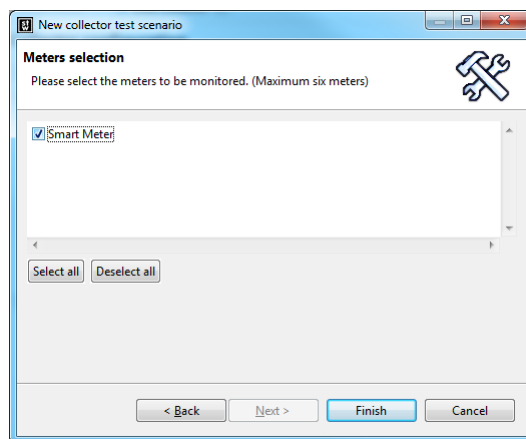 New collector test scenario
Meters selection
Please select the meters to be monitored. (Maximum six meters)
Smart Meter
Select all Deselect all
< Back Next > Finish Cancel